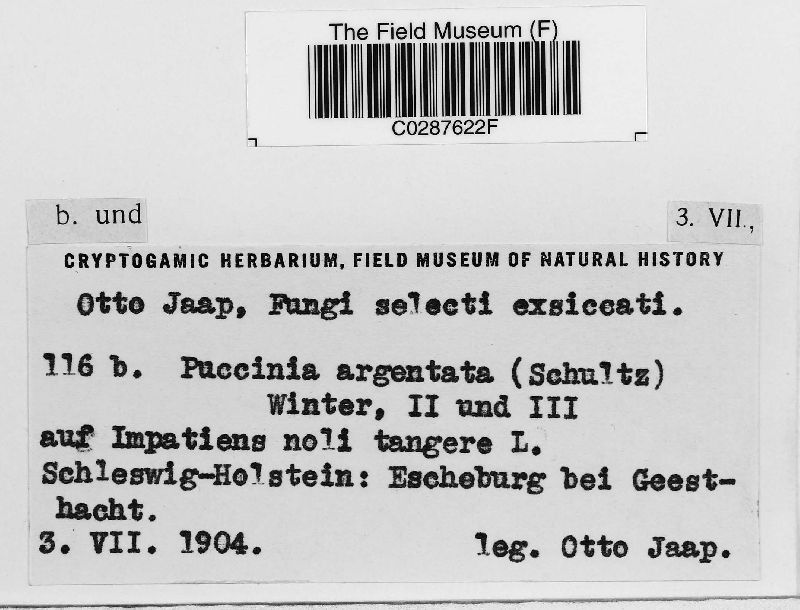 The Field Museum (F)
C0287622F
b. und
3. VII.,
CRYPTOGAMIC HERBARIUM, FIELD MUSEUM OF NATURAL HISTORY
Otto Jaap, Fungi selecti exsiccati.
116 b. Puccinia argentata (Schultz)
Winter, II und III
auf Impatiens noli tangere L.
Schleswig-Holstein: Escheburg bei Geest-
hacht.
3. VII. 1904. leg. Otto Jaap.